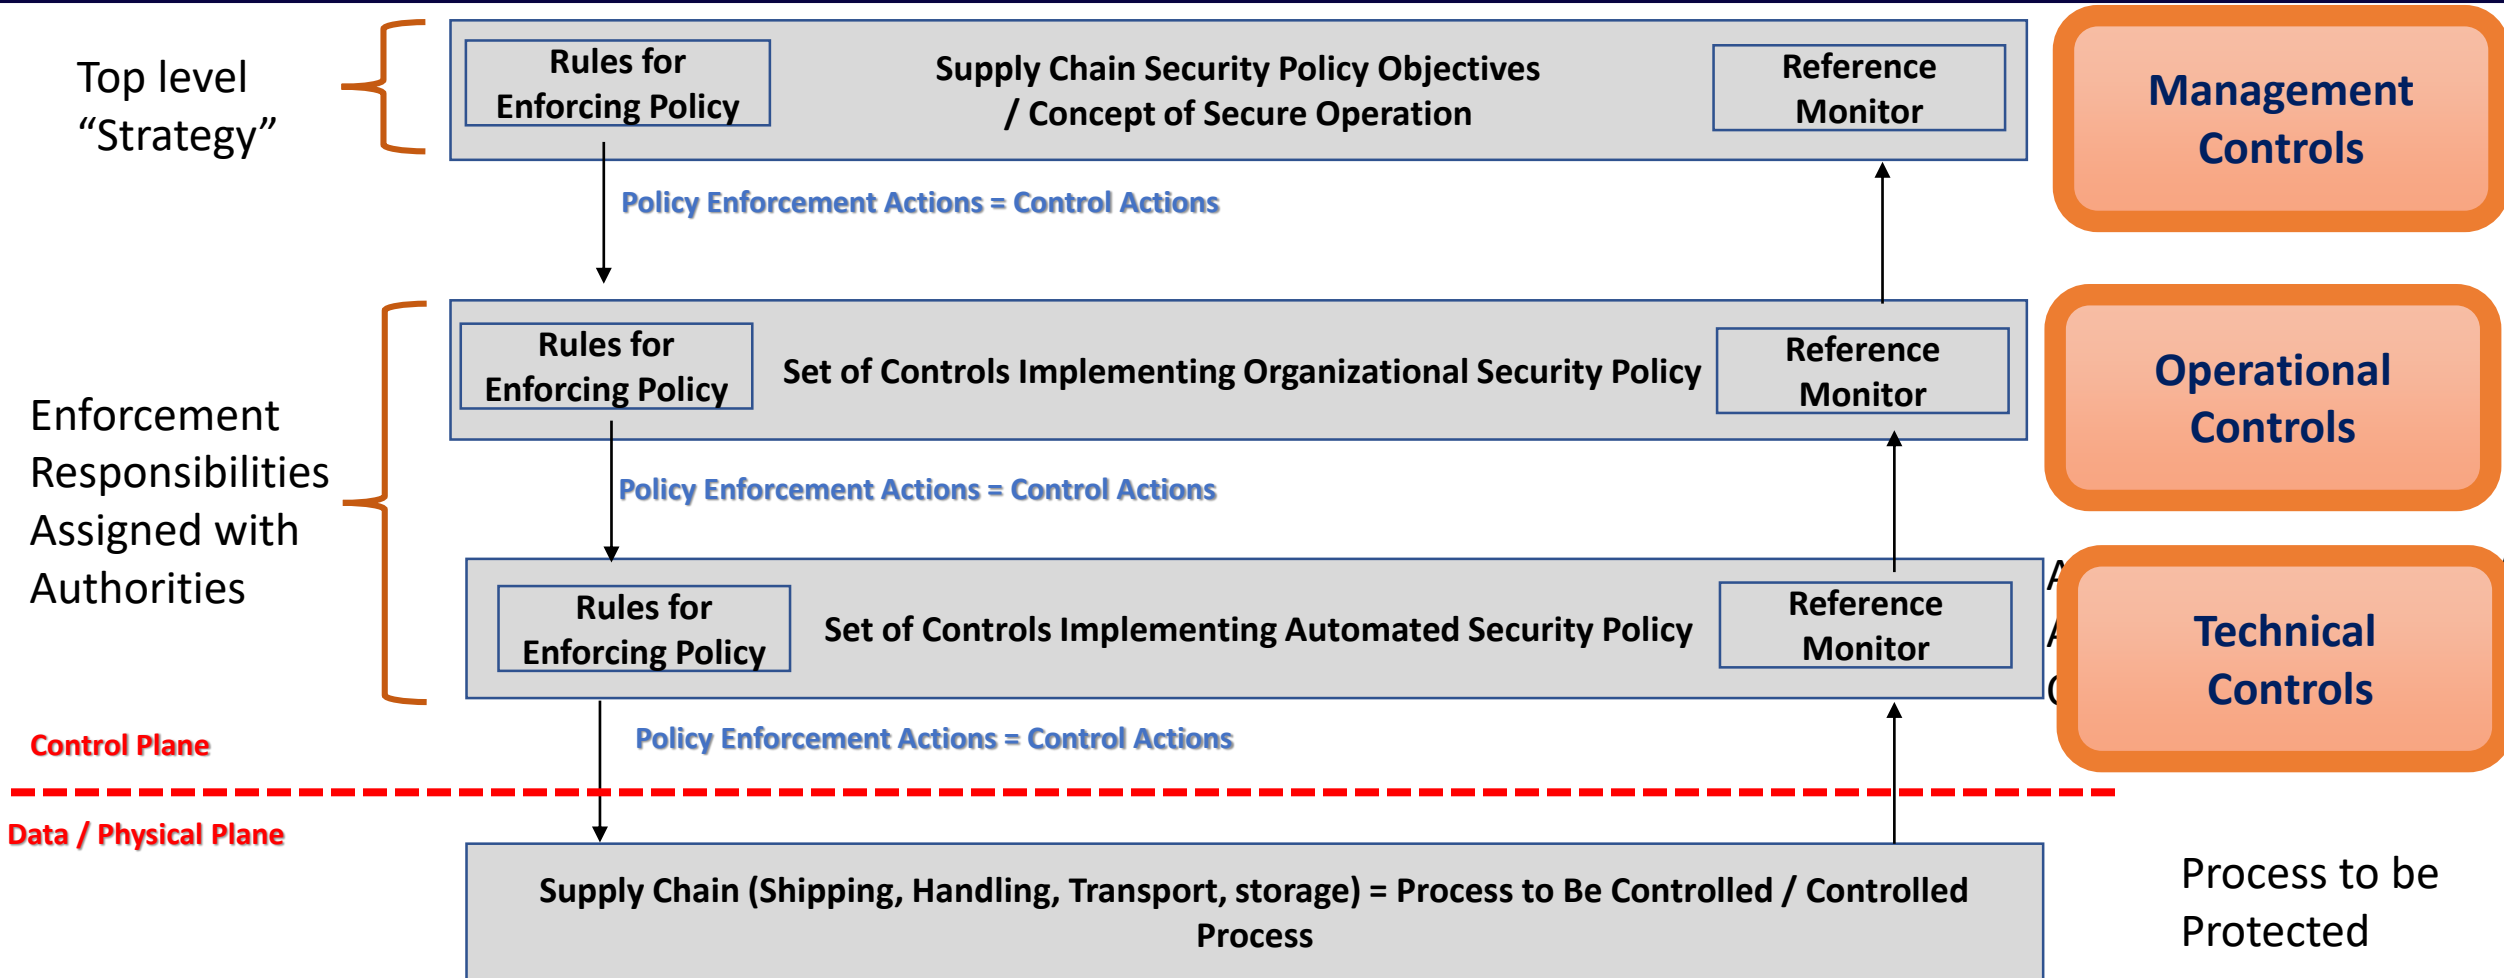 Top level
“Strategy”
Rules for
Enforcing Policy
Supply Chain Security Policy Objectives
/ Concept of Secure Operation
Reference
Monitor
Management
Controls
Policy Enforcement Actions = Control Actions
Enforcement
Responsibilities
Assigned with
Authorities
Rules for
Enforcing Policy
Set of Controls Implementing Organizational Security Policy
Reference
Monitor
Operational
Controls
Policy Enforcement Actions = Control Actions
Rules for
Enforcing Policy
Set of Controls Implementing Automated Security Policy
Reference
Monitor
Technical
Controls
Control Plane
Policy Enforcement Actions = Control Actions
Data / Physical Plane
Supply Chain (Shipping, Handling, Transport, storage) = Process to Be Controlled / Controlled
Process
Process to be
Protected